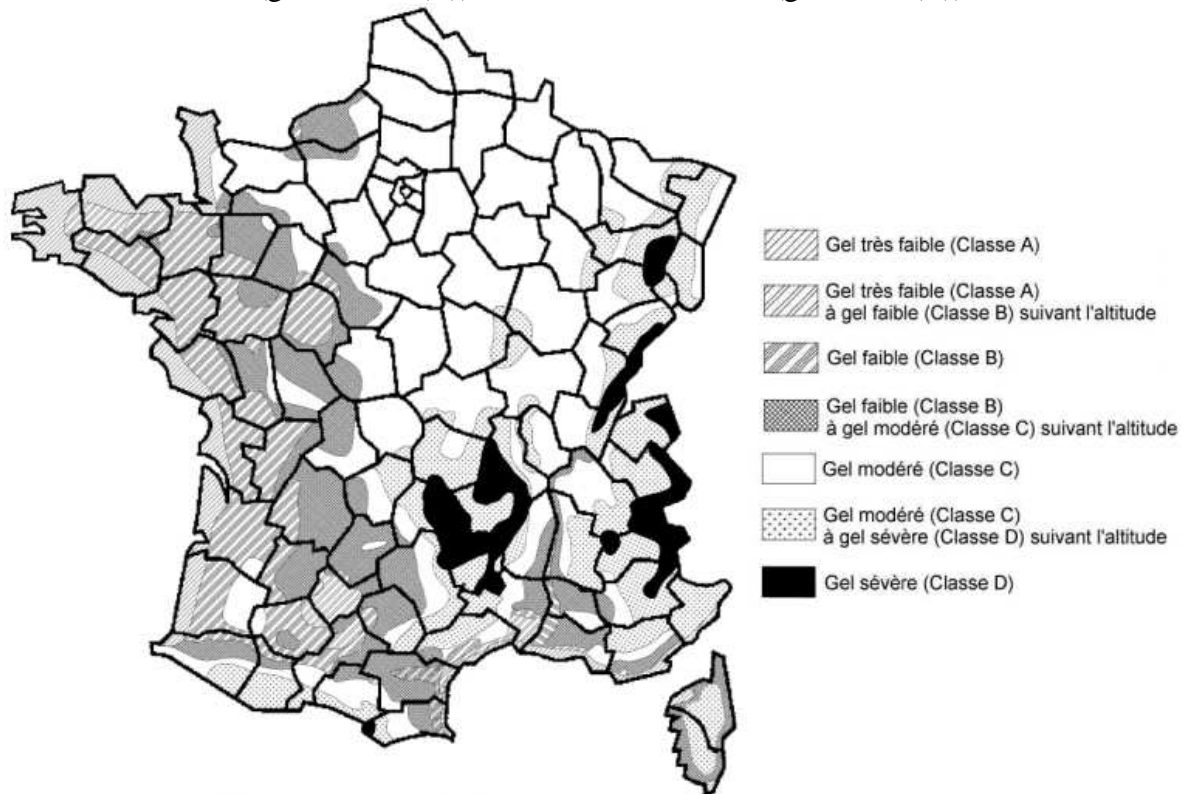 Gel très faible (Classe A)
Gel très faible (Classe A)
à gel faible (Classe B) suivant l'altitude
Gel faible (Classe B)
Gel faible (Classe B)
à gel modéré (Classe C) suivant l'altitude
Gel modéré (Classe C)
Gel modéré (Classe C)
à gel sévère (Classe D) suivant l'altitude
Gel sévère (Classe D)